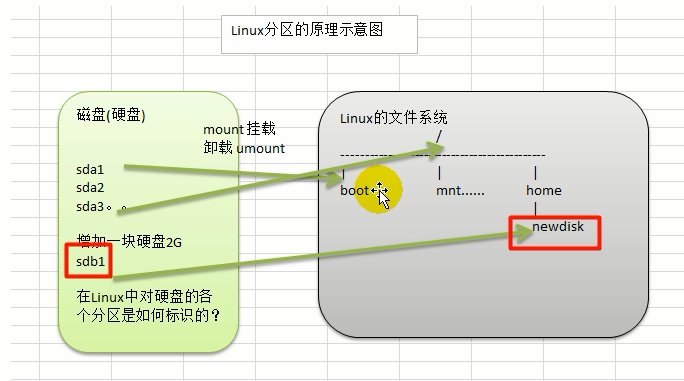 Linux分区的原理示意图
磁盘(硬盘)
sda1
sda2
sda3。。
增加一块硬盘2G
sdb1
在Linux中对硬盘的各
个分区是如何标识的？
mount 挂载
卸载 umount
Linux的文件系统
/
---------------------------------------------
| | |
boot mnt...... home
|
newdisk